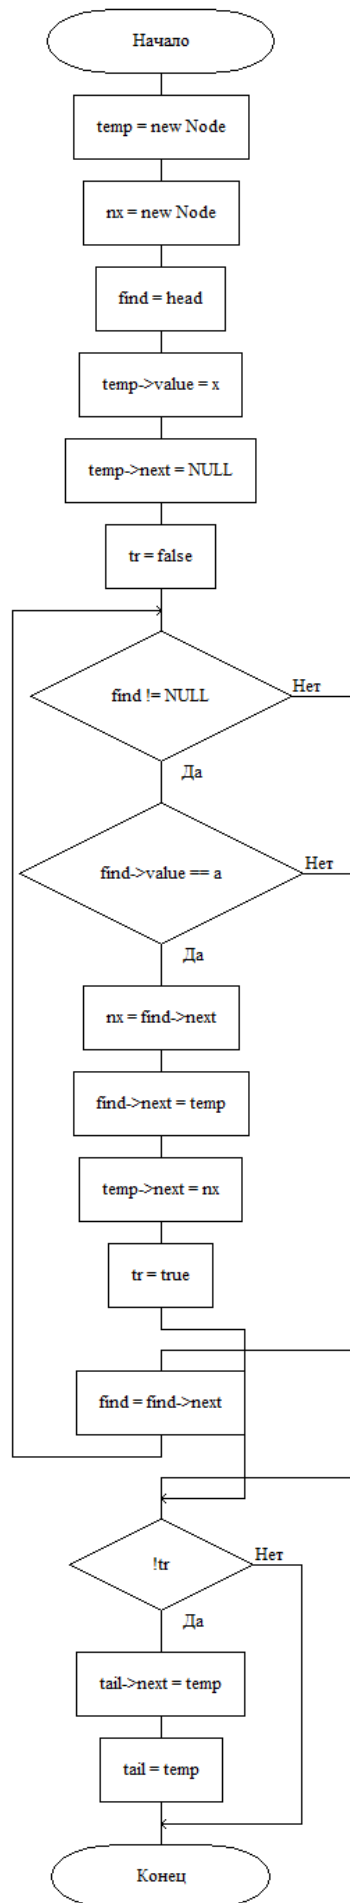 Начало
temp = new Node
nx = new Node
find = head
temp->value = x
temp->next = NULL
tr = false
find != NULL
Нет
Да
find->value == a
Нет
Да
nx = find->next
find->next = temp
temp->next = nx
tr = true
find = find->next
!tr
Нет
Да
tail->next = temp
tail = temp
Конец